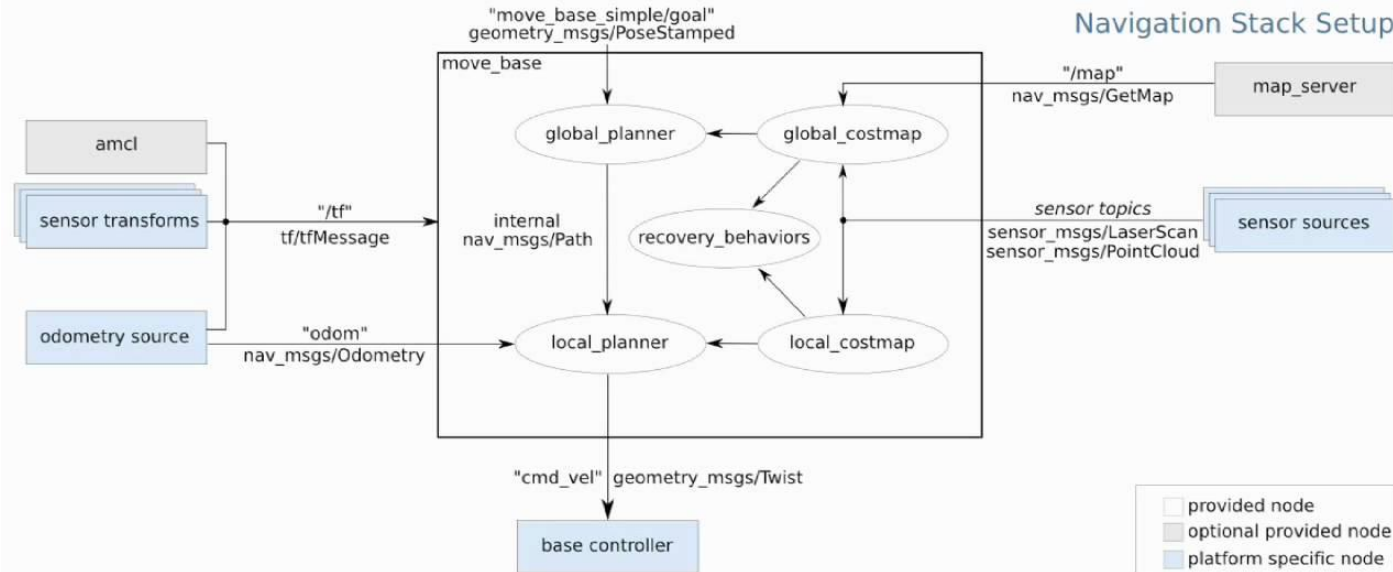 Navigation Stack Setup
"move_base_simple/goal"
geometry_msgs/PoseStamped
move_base
"/map"
nav_msgs/GetMap
map_server
amcl
global_planner
global_costmap
sensor transforms
"/tf"
tf/tfMessage
internal
nav_msgs/Path
recovery_behaviors
sensor topics
sensor_msgs/LaserScan
sensor_msgs/PointCloud
sensor sources
odometry source
"odom"
nav_msgs/Odometry
local_planner
local_costmap
"cmd_vel" geometry_msgs/Twist
base controller
provided node
optional provided node
platform specific node